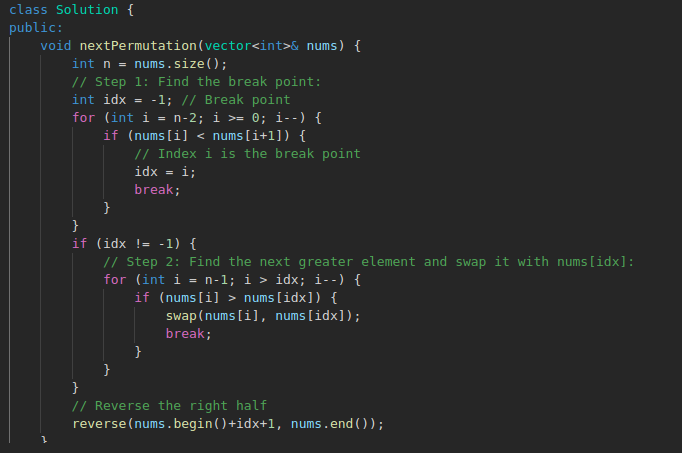 class Solution {
public:
    void nextPermutation(vector<int>& nums) {
        int n = nums.size();
        // Step 1: Find the break point:
        int idx = -1; // Break point
        for (int i = n-2; i >= 0; i--) {
            if (nums[i] < nums[i+1]) {
                // Index i is the break point
                idx = i;
                break;
            }
        }
        if (idx != -1) {
            // Step 2: Find the next greater element and swap it with nums[idx]:
            for (int i = n-1; i > idx; i--) {
                if (nums[i] > nums[idx]) {
                    swap(nums[i], nums[idx]);
                    break;
                }
            }
        }
        // Reverse the right half
        reverse(nums.begin()+idx+1, nums.end());
    }